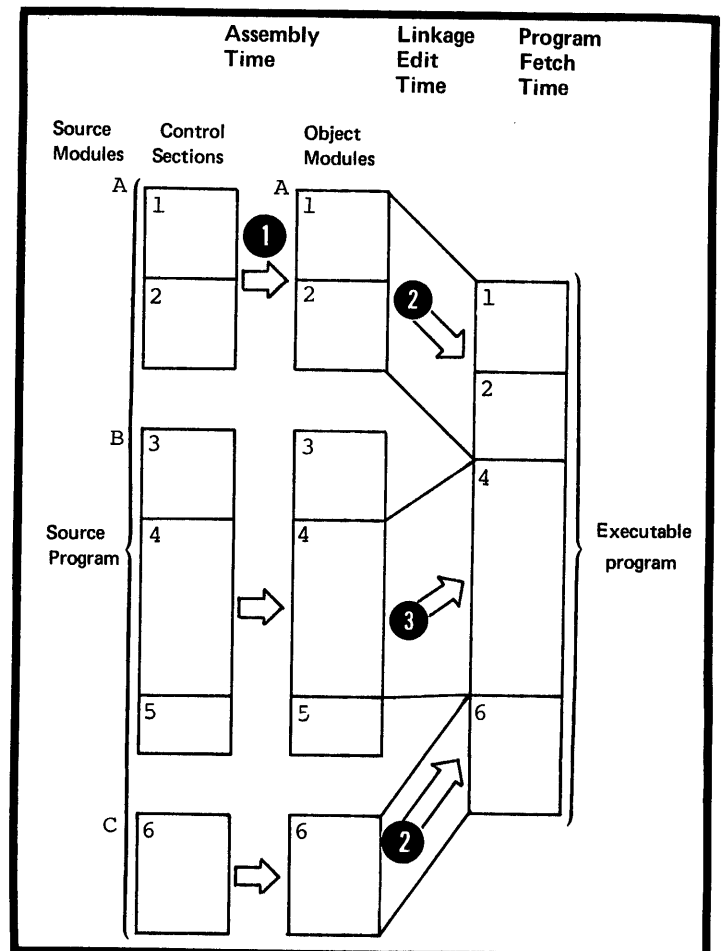 Assembly
Time
Linkage
Edit
Time
Program
Fetch
Time
Source
Modules
Control
Sections
Object
Modules
A
1
2
1
A
1
2
2
1
2
B
3
4
5
3
4
5
3
4
Source
Program
Executable
program
C
6
6
2
6